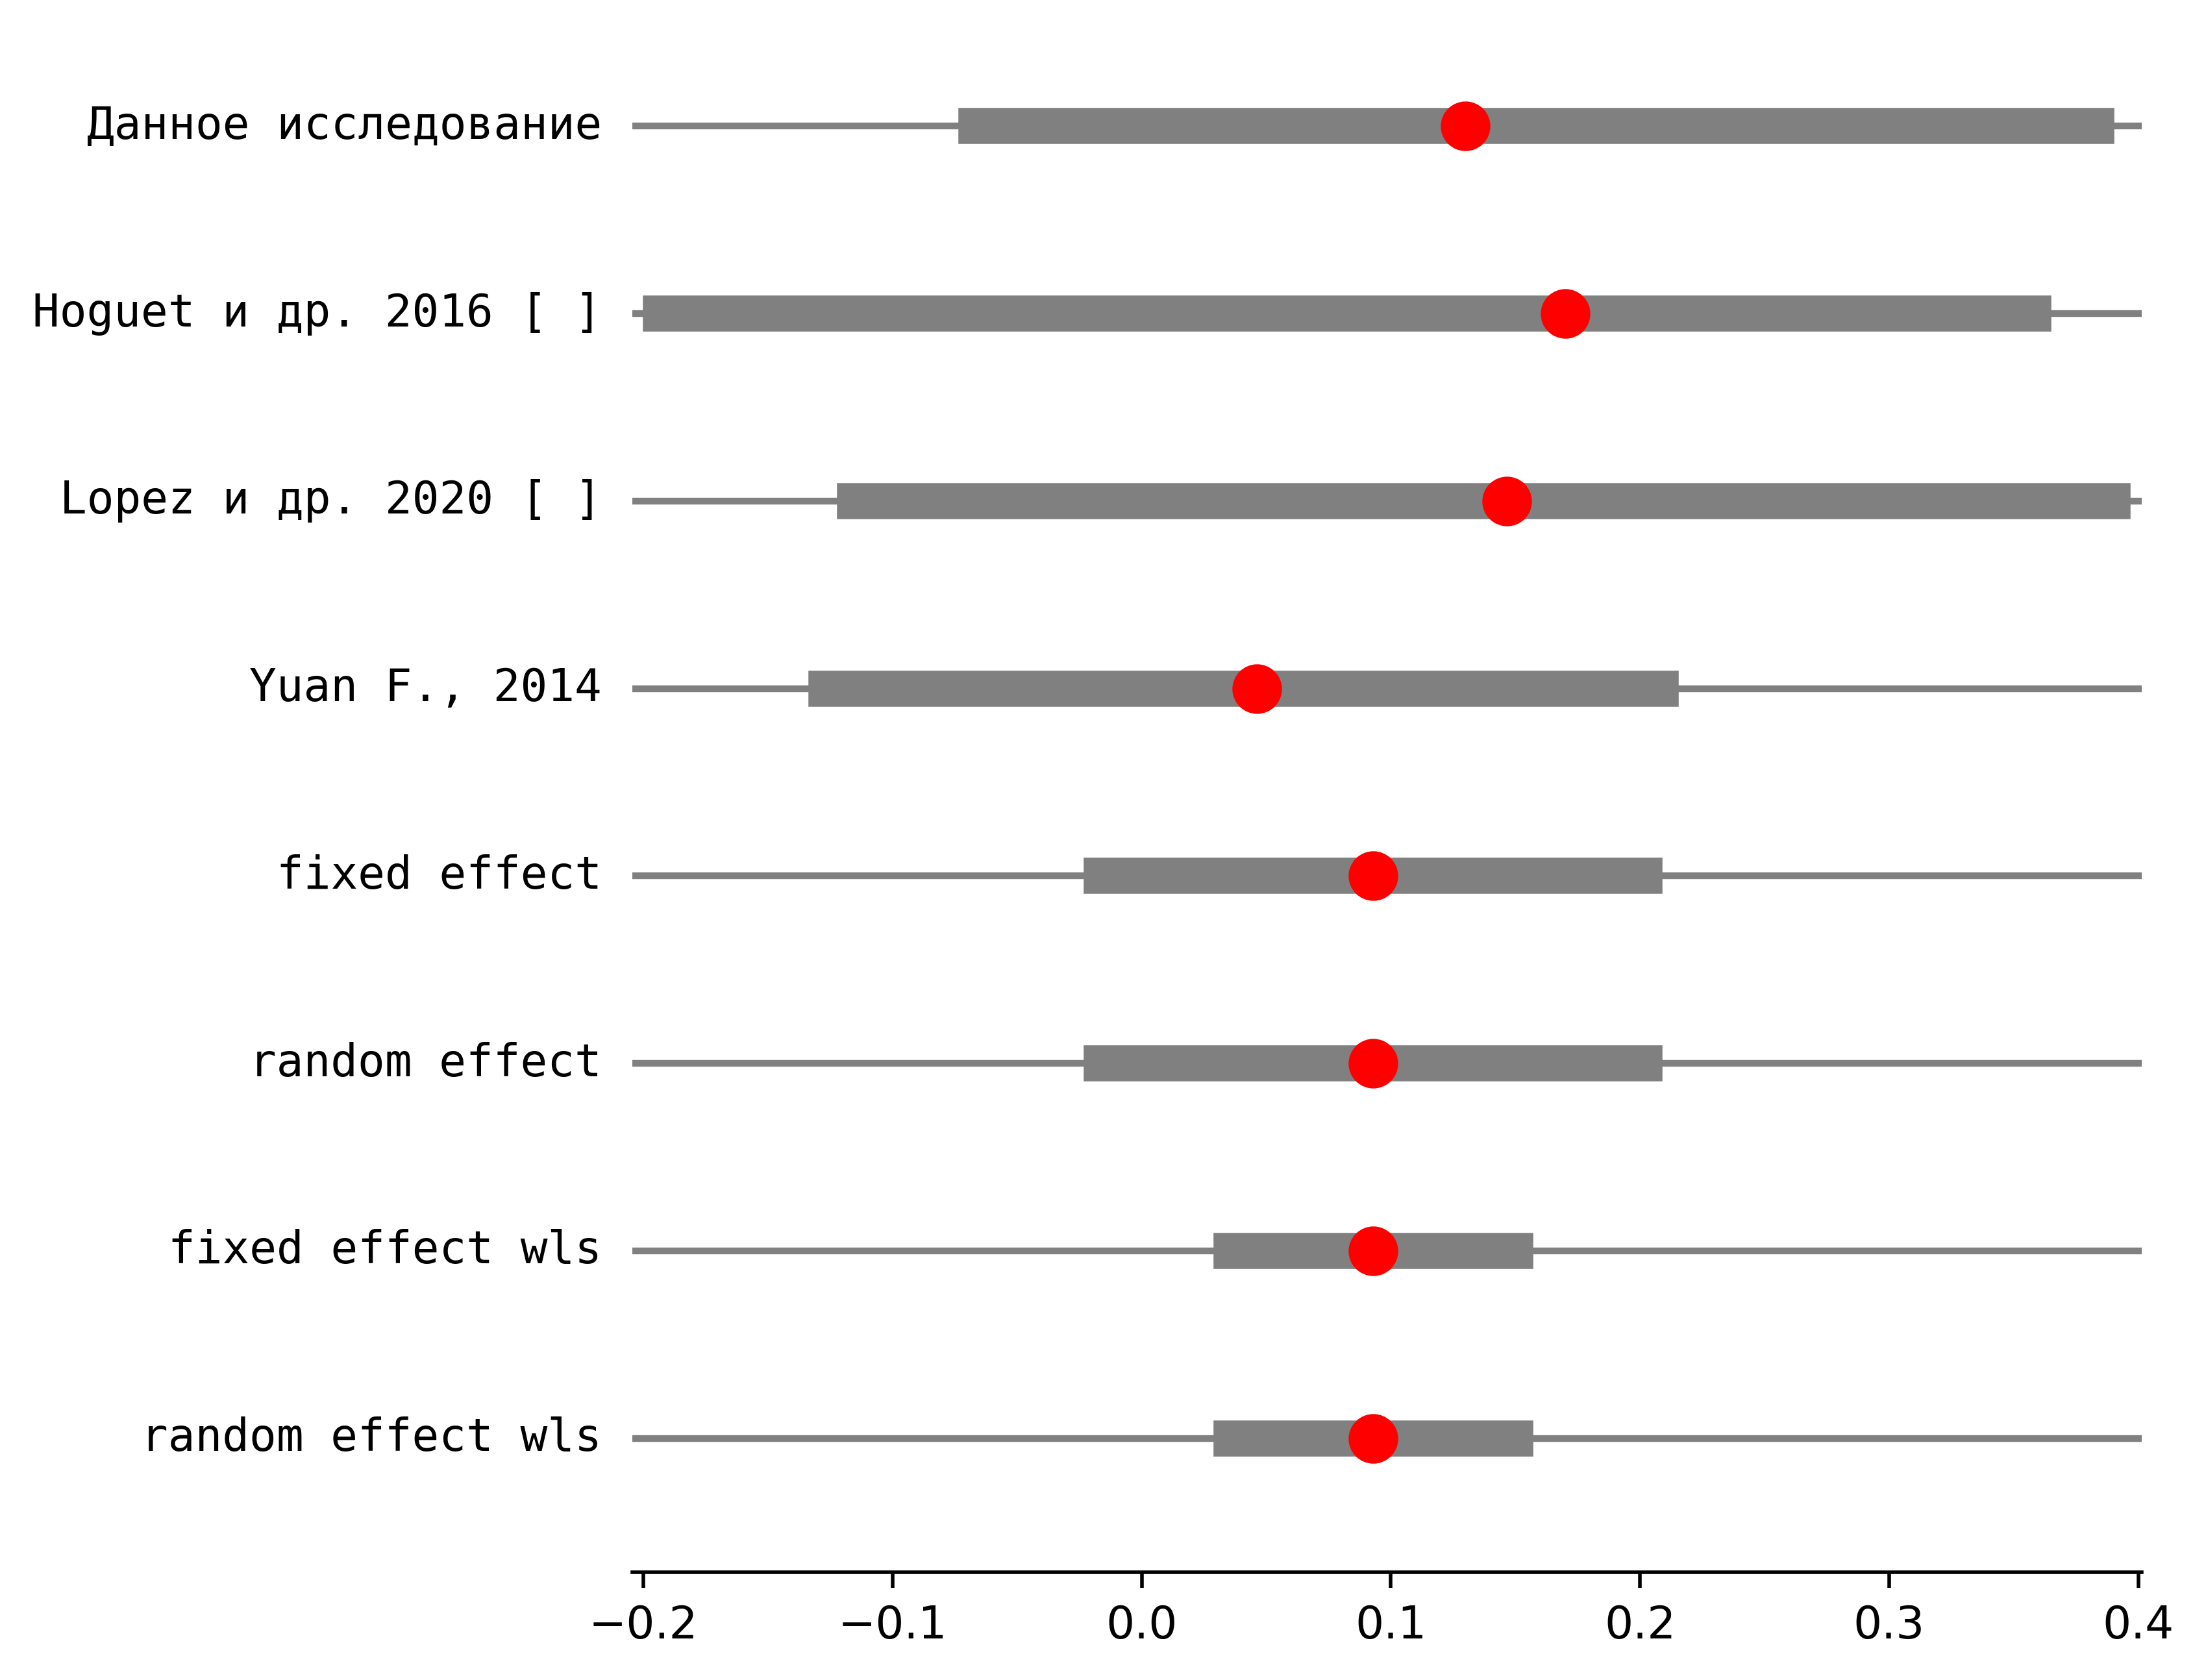 Данное исследование
Hoguet и др. 2016 [ ]
Lopez и др. 2020 [ ]
Yuan F., 2014
fixed effect
random effect
fixed effect wls
random effect wls
−0.2 −0.1 0.0 0.1 0.2 0.3 0.4